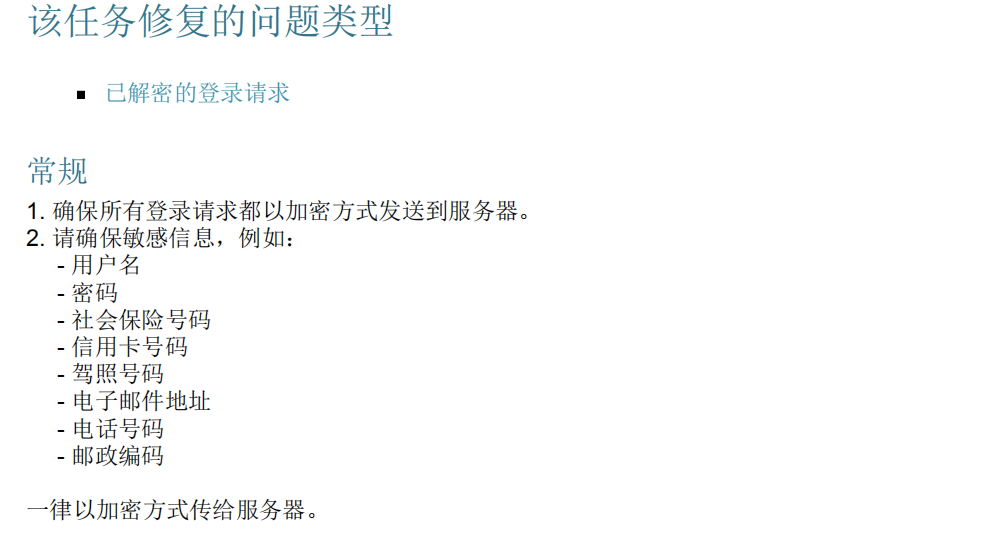 该任务修复的问题类型
▪ 已解密的登录请求
常规
1. 确保所有登录请求都以加密方式发送到服务器。
2. 请确保敏感信息，例如：
- 用户名
- 密码
- 社会保险号码
- 信用卡号码
- 驾照号码
- 电子邮件地址
- 电话号码
- 邮政编码
一律以加密方式传给服务器。